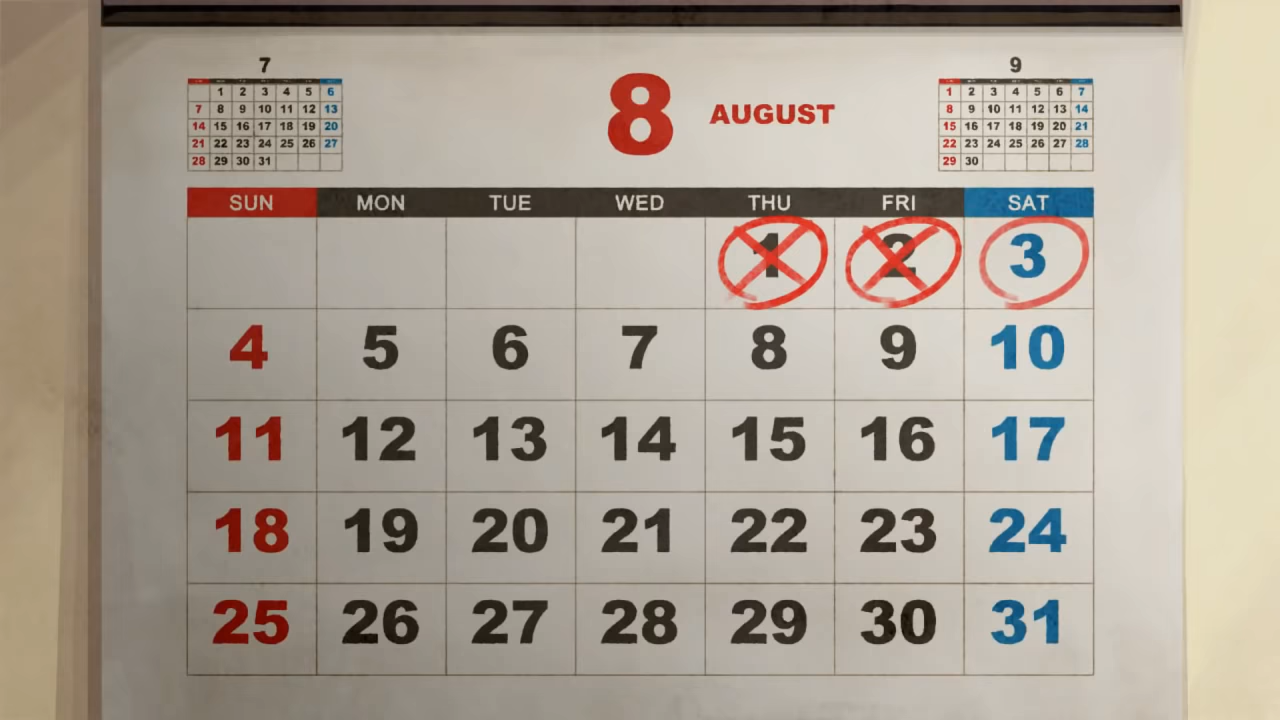 7
1 2 3 4 5 6
7 8 9 10 11 12 13
14 15 16 17 18 19 20
21 22 23 24 25 26 27
28 29 30 31
8 AUGUST
9
1 2 3 4 5 6 7
8 9 10 11 12 13 14
15 16 17 18 19 20 21
22 23 24 25 26 27 28
29 30
SUN MON TUE WED THU FRI SAT
1 2 3
4 5 6 7 8 9 10
11 12 13 14 15 16 17
18 19 20 21 22 23 24
25 26 27 28 29 30 31